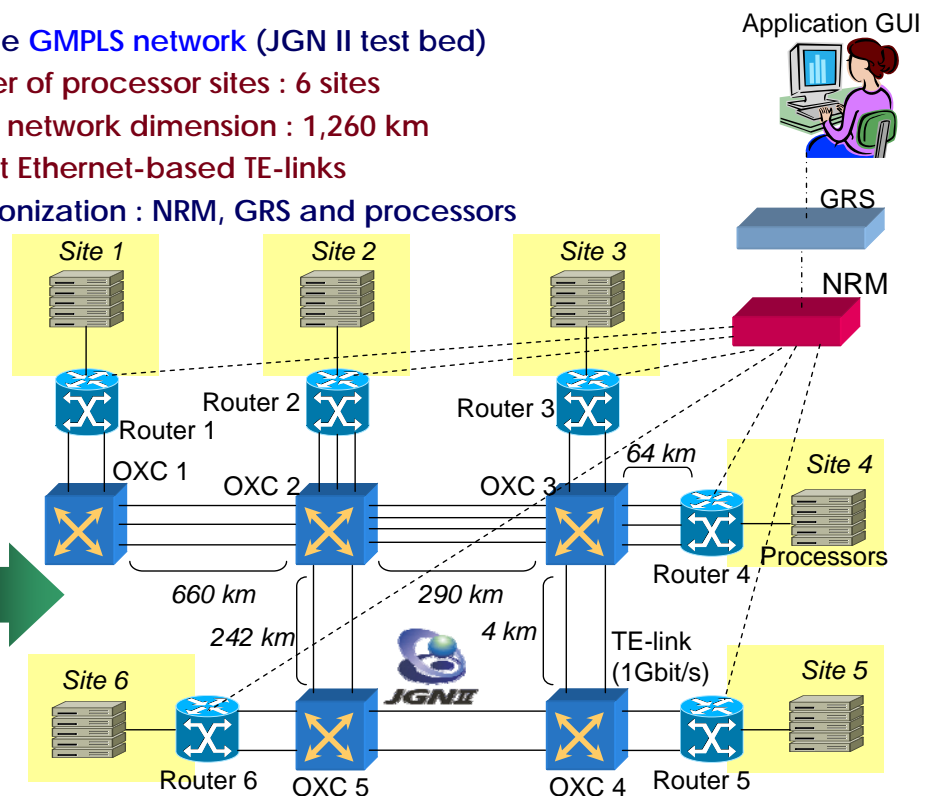 Application GUI
e GMPLS network (JGN II test bed)
er of processor sites : 6 sites
network dimension : 1,260 km
t Ethernet-based TE-links
onization : NRM, GRS and processors
GRS
NRM
Site 1
Site 2
Site 3
Router 1
Router 2
Router 3
64 km
Site 4
OXC 1
OXC 2
OXC 3
Processors
Router 4
660 km
290 km
242 km
4 km
TE-link
(1Gbit/s)
JGNII
Site 6
Site 5
Router 6
OXC 5
OXC 4
Router 5